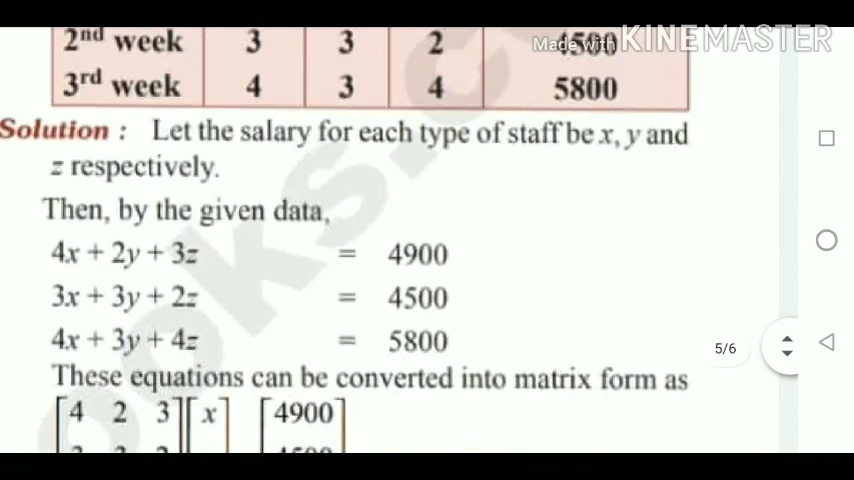 2nd week 3 3 2 4500
Made with KINEMASTER
3rd week 4 3 4 5800
Solution : Let the salary for each type of staff be x, y and
z respectively.
Then, by the given data,
4x + 2y + 3z = 4900
3x + 3y + 2z = 4500
4x + 3y + 4z = 5800
5/6
These equations can be converted into matrix form as
[4 2 3] [x] [4900]